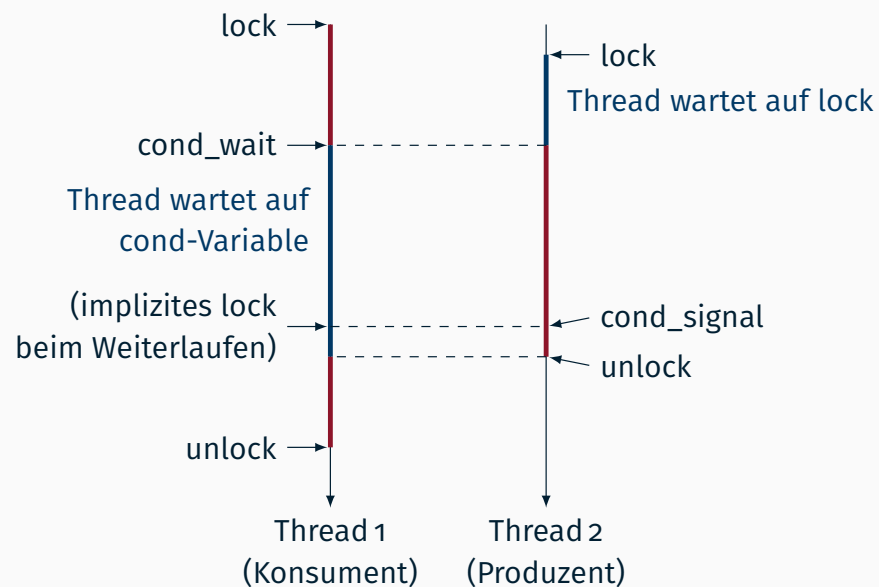 lock
lock
Thread wartet auf lock
cond_wait
Thread wartet auf
cond-Variable
(implizites lock
beim Weiterlaufen)
cond_signal
unlock
unlock
Thread 1
(Konsument)
Thread 2
(Produzent)